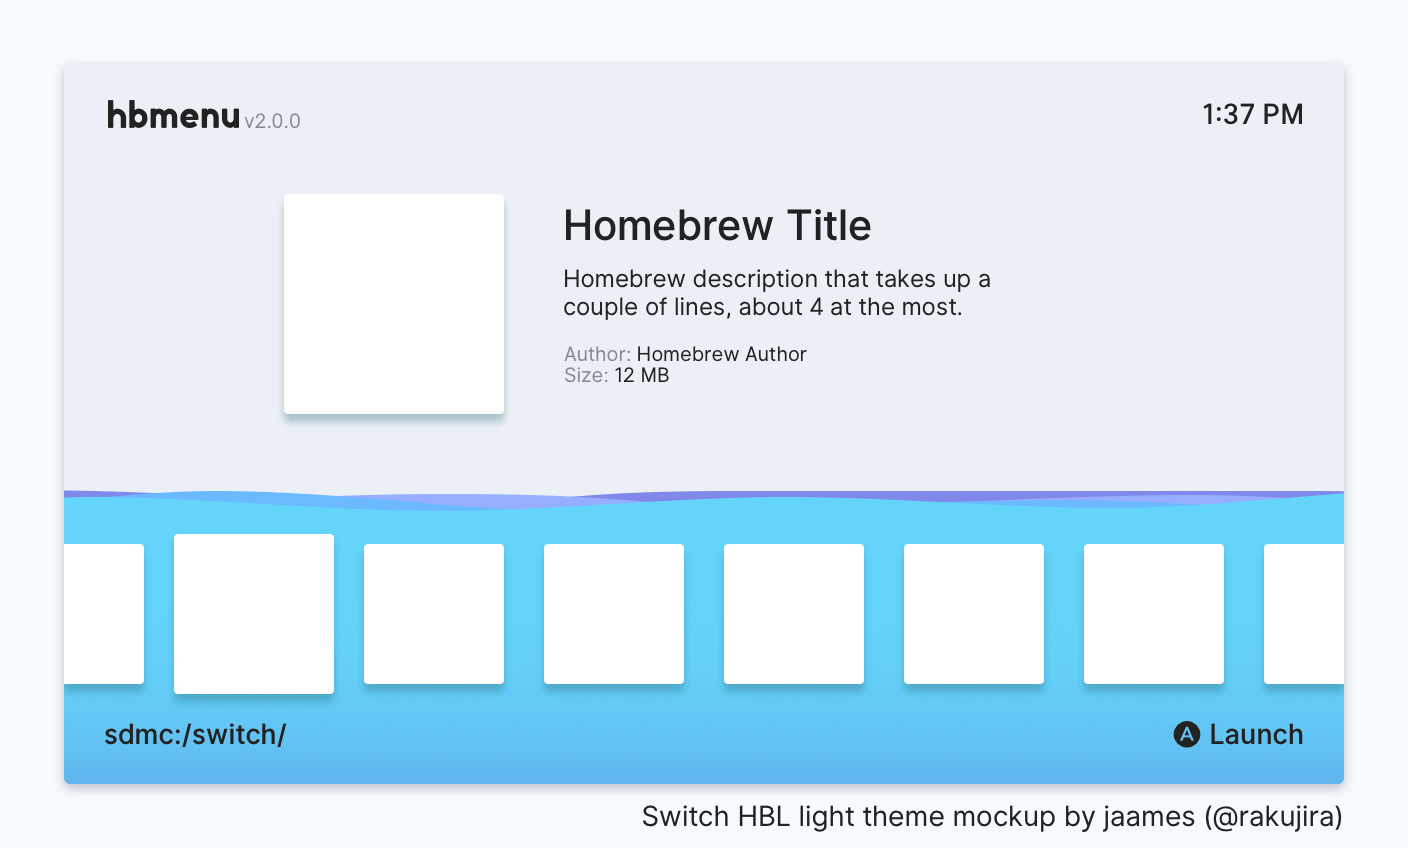 hbmenu v2.0.0
1:37 PM
Homebrew Title
Homebrew description that takes up a
couple of lines, about 4 at the most.
Author: Homebrew Author
Size: 12 MB
sdmc:/switch/
A Launch
Switch HBL light theme mockup by jaames (@rakujira)